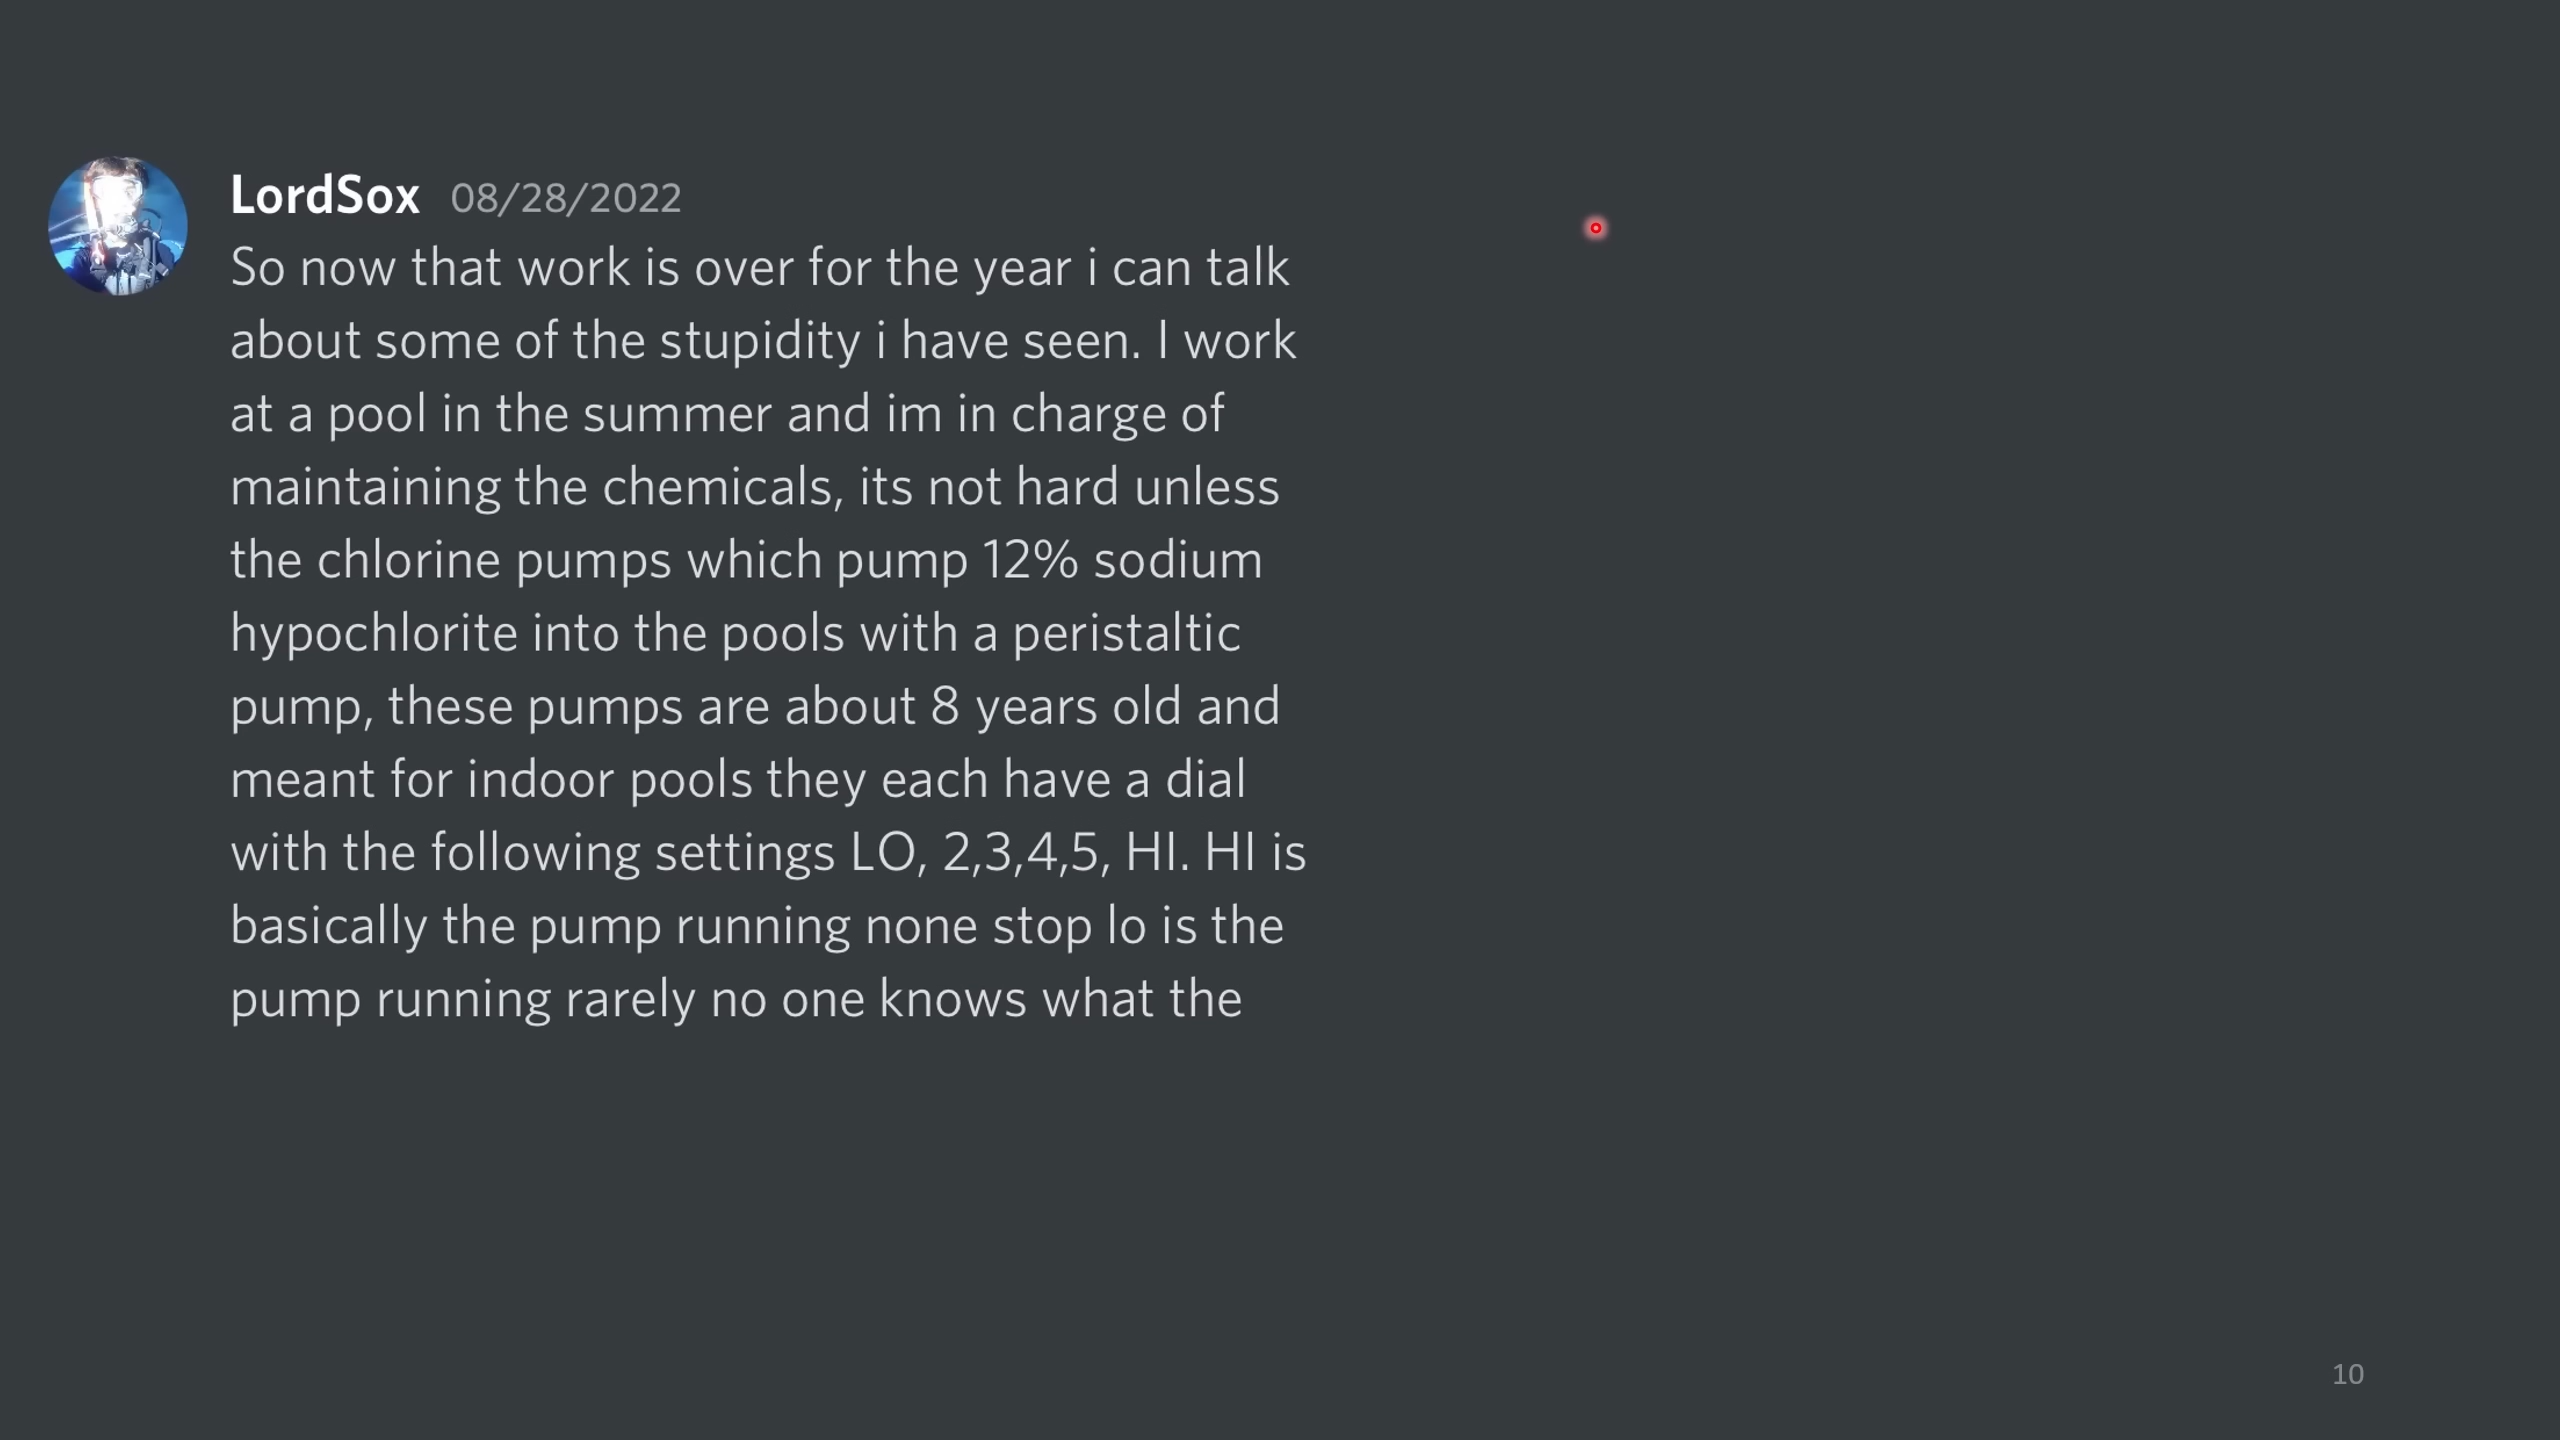 LordSox 08/28/2022
So now that work is over for the year i can talk
about some of the stupidity i have seen. I work
at a pool in the summer and im in charge of
maintaining the chemicals, its not hard unless
the chlorine pumps which pump 12% sodium
hypochlorite into the pools with a peristaltic
pump, these pumps are about 8 years old and
meant for indoor pools they each have a dial
with the following settings LO, 2,3,4,5, HI. HI is
basically the pump running none stop lo is the
pump running rarely no one knows what the
10